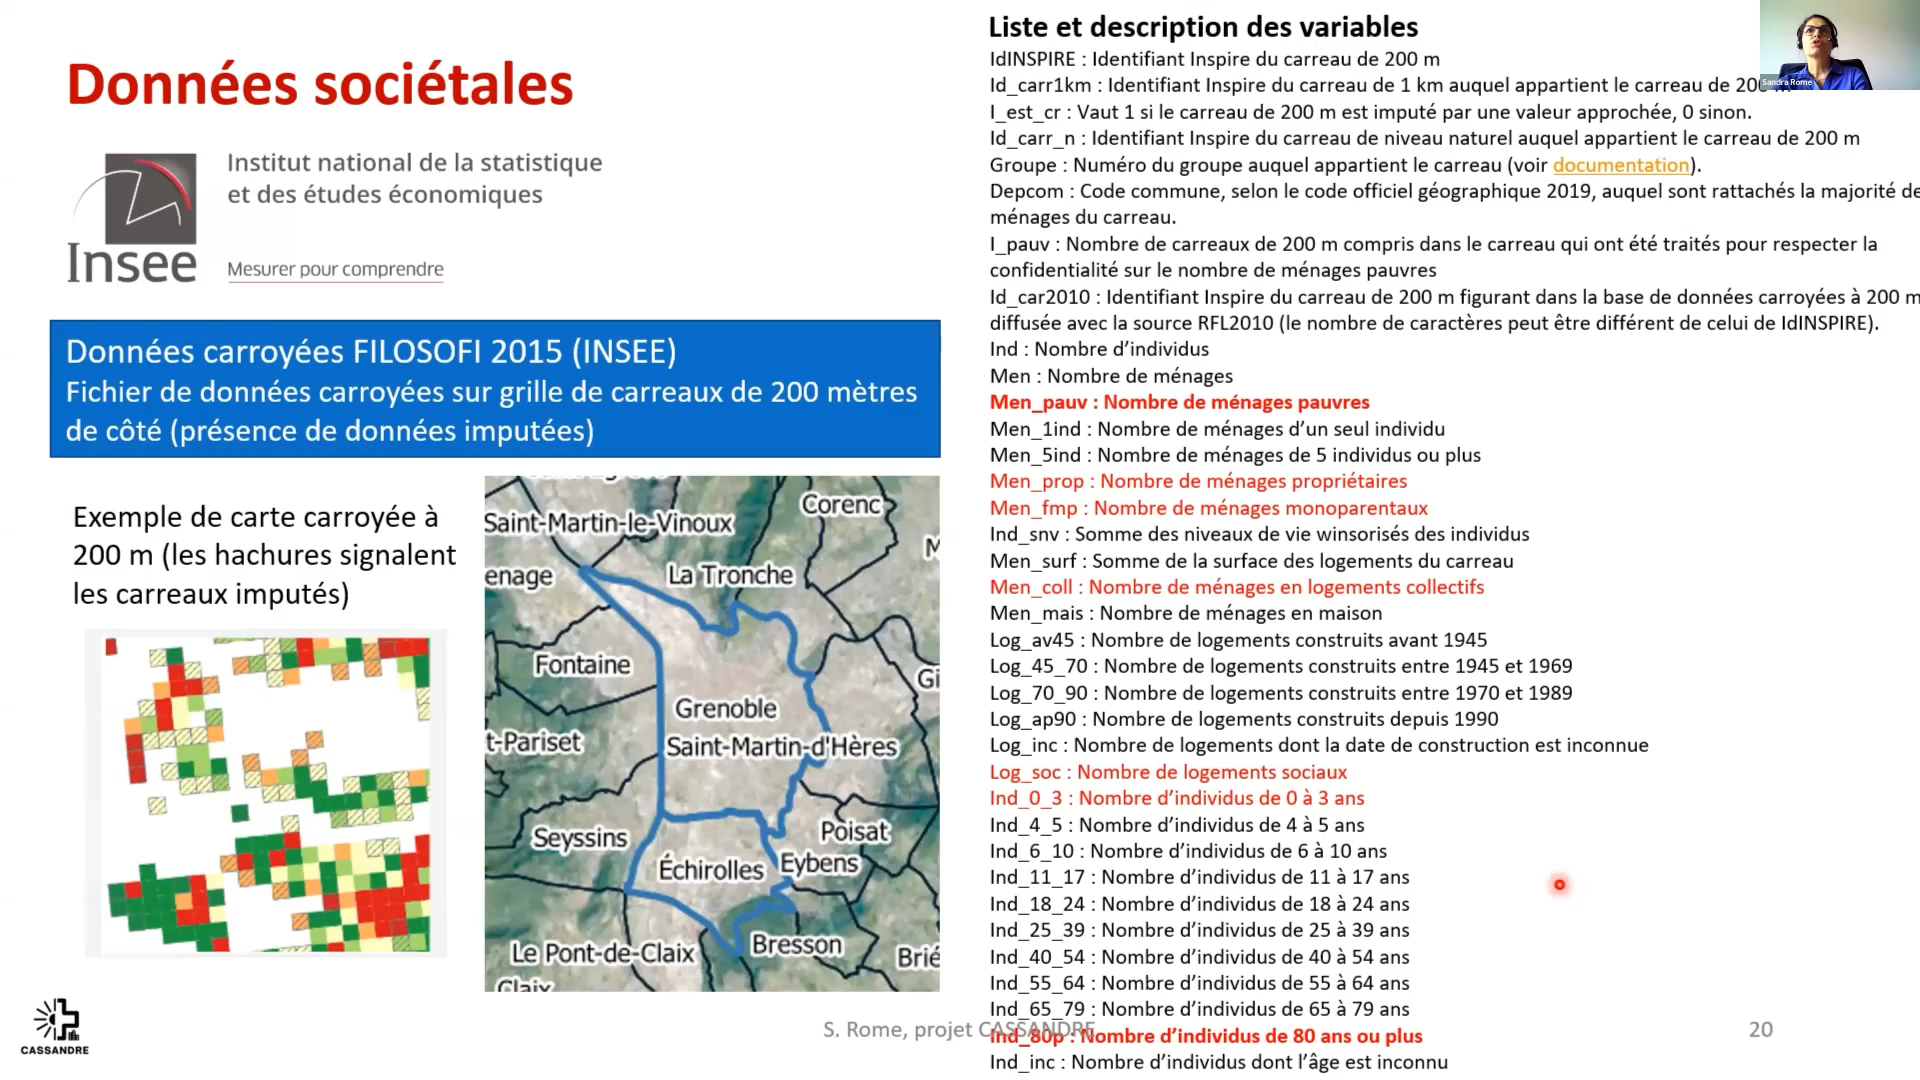 Données sociétales
Institut national de la statistique
et des études économiques
Insee
Mesurer pour comprendre
Données carroyées FILOSOFI 2015 (INSEE)
Fichier de données carroyées sur grille de carreaux de 200 mètres
de côté (présence de données imputées)
Exemple de carte carroyée à
200 m (les hachures signalent
les carreaux imputés)
Corenc
Saint-Martin-le-Vinoux
M
enage
La Tronche
Fontaine
Gi
Grenoble
t-Pariset
Saint-Martin-d'Hères
Seyssins
Poisat
Échirolles
Eybens
Le Pont-de-Claix
Bresson
Brié
Claix
CASSANDRE
Liste et description des variables
IdINSPIRE : Identifiant Inspire du carreau de 200 m
Id_carr1km : Identifiant Inspire du carreau de 1 km auquel appartient le carreau de 200 m
I_est_cr : Vaut 1 si le carreau de 200 m est imputé par une valeur approchée, 0 sinon.
Id_carr_n : Identifiant Inspire du carreau de niveau naturel auquel appartient le carreau de 200 m
Groupe : Numéro du groupe auquel appartient le carreau (voir documentation).
Depcom : Code commune, selon le code officiel géographique 2019, auquel sont rattachés la majorité de
ménages du carreau.
I_pauv : Nombre de carreaux de 200 m compris dans le carreau qui ont été traités pour respecter la
confidentialité sur le nombre de ménages pauvres
Id_car2010 : Identifiant Inspire du carreau de 200 m figurant dans la base de données carroyées à 200 m
diffusée avec la source RFL2010 (le nombre de caractères peut être différent de celui de IdINSPIRE).
Ind : Nombre d’individus
Men : Nombre de ménages
Men_pauv : Nombre de ménages pauvres
Men_1ind : Nombre de ménages d’un seul individu
Men_5ind : Nombre de ménages de 5 individus ou plus
Men_prop : Nombre de ménages propriétaires
Men_fmp : Nombre de ménages monoparentaux
Ind_snv : Somme des niveaux de vie winsorisés des individus
Men_surf : Somme de la surface des logements du carreau
Men_coll : Nombre de ménages en logements collectifs
Men_mais : Nombre de ménages en maison
Log_av45 : Nombre de logements construits avant 1945
Log_45_70 : Nombre de logements construits entre 1945 et 1969
Log_70_90 : Nombre de logements construits entre 1970 et 1989
Log_ap90 : Nombre de logements construits depuis 1990
Log_inc : Nombre de logements dont la date de construction est inconnue
Log_soc : Nombre de logements sociaux
Ind_0_3 : Nombre d’individus de 0 à 3 ans
Ind_4_5 : Nombre d’individus de 4 à 5 ans
Ind_6_10 : Nombre d’individus de 6 à 10 ans
Ind_11_17 : Nombre d’individus de 11 à 17 ans
Ind_18_24 : Nombre d’individus de 18 à 24 ans
Ind_25_39 : Nombre d’individus de 25 à 39 ans
Ind_40_54 : Nombre d’individus de 40 à 54 ans
Ind_55_64 : Nombre d’individus de 55 à 64 ans
Ind_65_79 : Nombre d’individus de 65 à 79 ans
Ind_80p : Nombre d’individus de 80 ans ou plus
Ind_inc : Nombre d’individus dont l’âge est inconnu
S. Rome, projet CASSANDRE
20
Sandra Rome